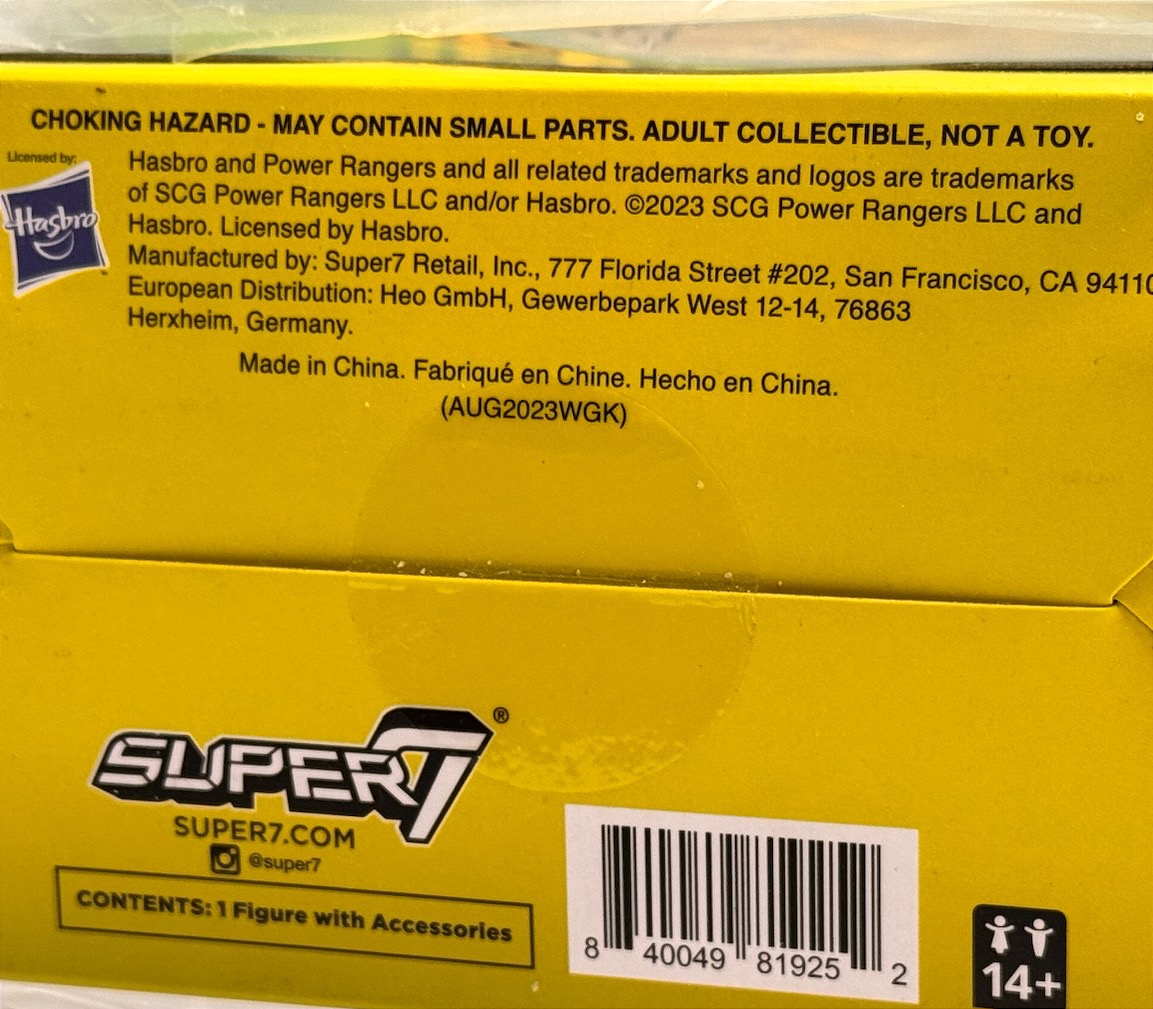 CHOKING HAZARD - MAY CONTAIN SMALL PARTS. ADULT COLLECTIBLE, NOT A TOY.
Licensed by:
Hasbro
Hasbro and Power Rangers and all related trademarks and logos are trademarks
of SCG Power Rangers LLC and/or Hasbro. ©2023 SCG Power Rangers LLC and
Hasbro. Licensed by Hasbro.
Manufactured by: Super7 Retail, Inc., 777 Florida Street #202, San Francisco, CA 94110
European Distribution: Heo GmbH, Gewerbepark West 12-14, 76863
Herxheim, Germany.
Made in China. Fabriqué en Chine. Hecho en China.
(AUG2023WGK)
SUPER7®
SUPER7.COM
@super7
CONTENTS: 1 Figure with Accessories
8 40049 81925 2
14+